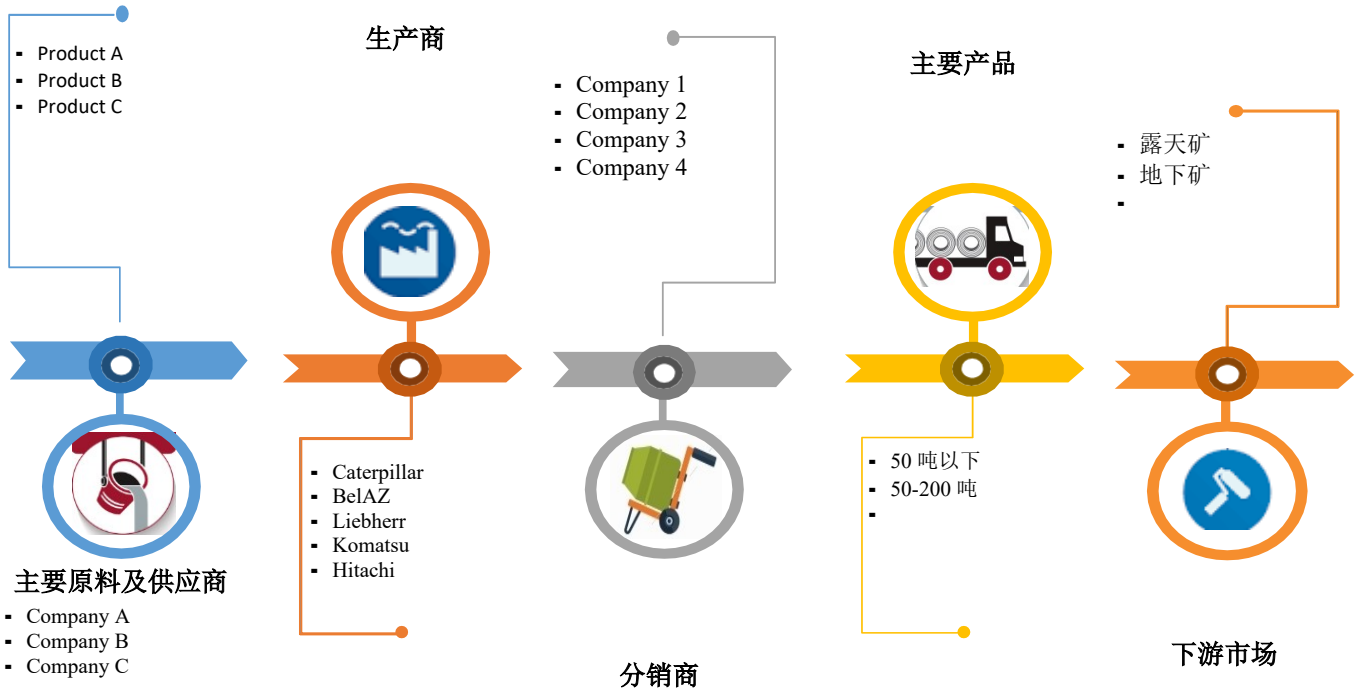 - Product A
- Product B
- Product C
主要原料及供应商
- Company A
- Company B
- Company C
生产商
- Caterpillar
- BelAZ
- Liebherr
- Komatsu
- Hitachi
- Company 1
- Company 2
- Company 3
- Company 4
分销商
主要产品
- 50 吨以下
- 50-200 吨
-
- 露天矿
- 地下矿
-
下游市场